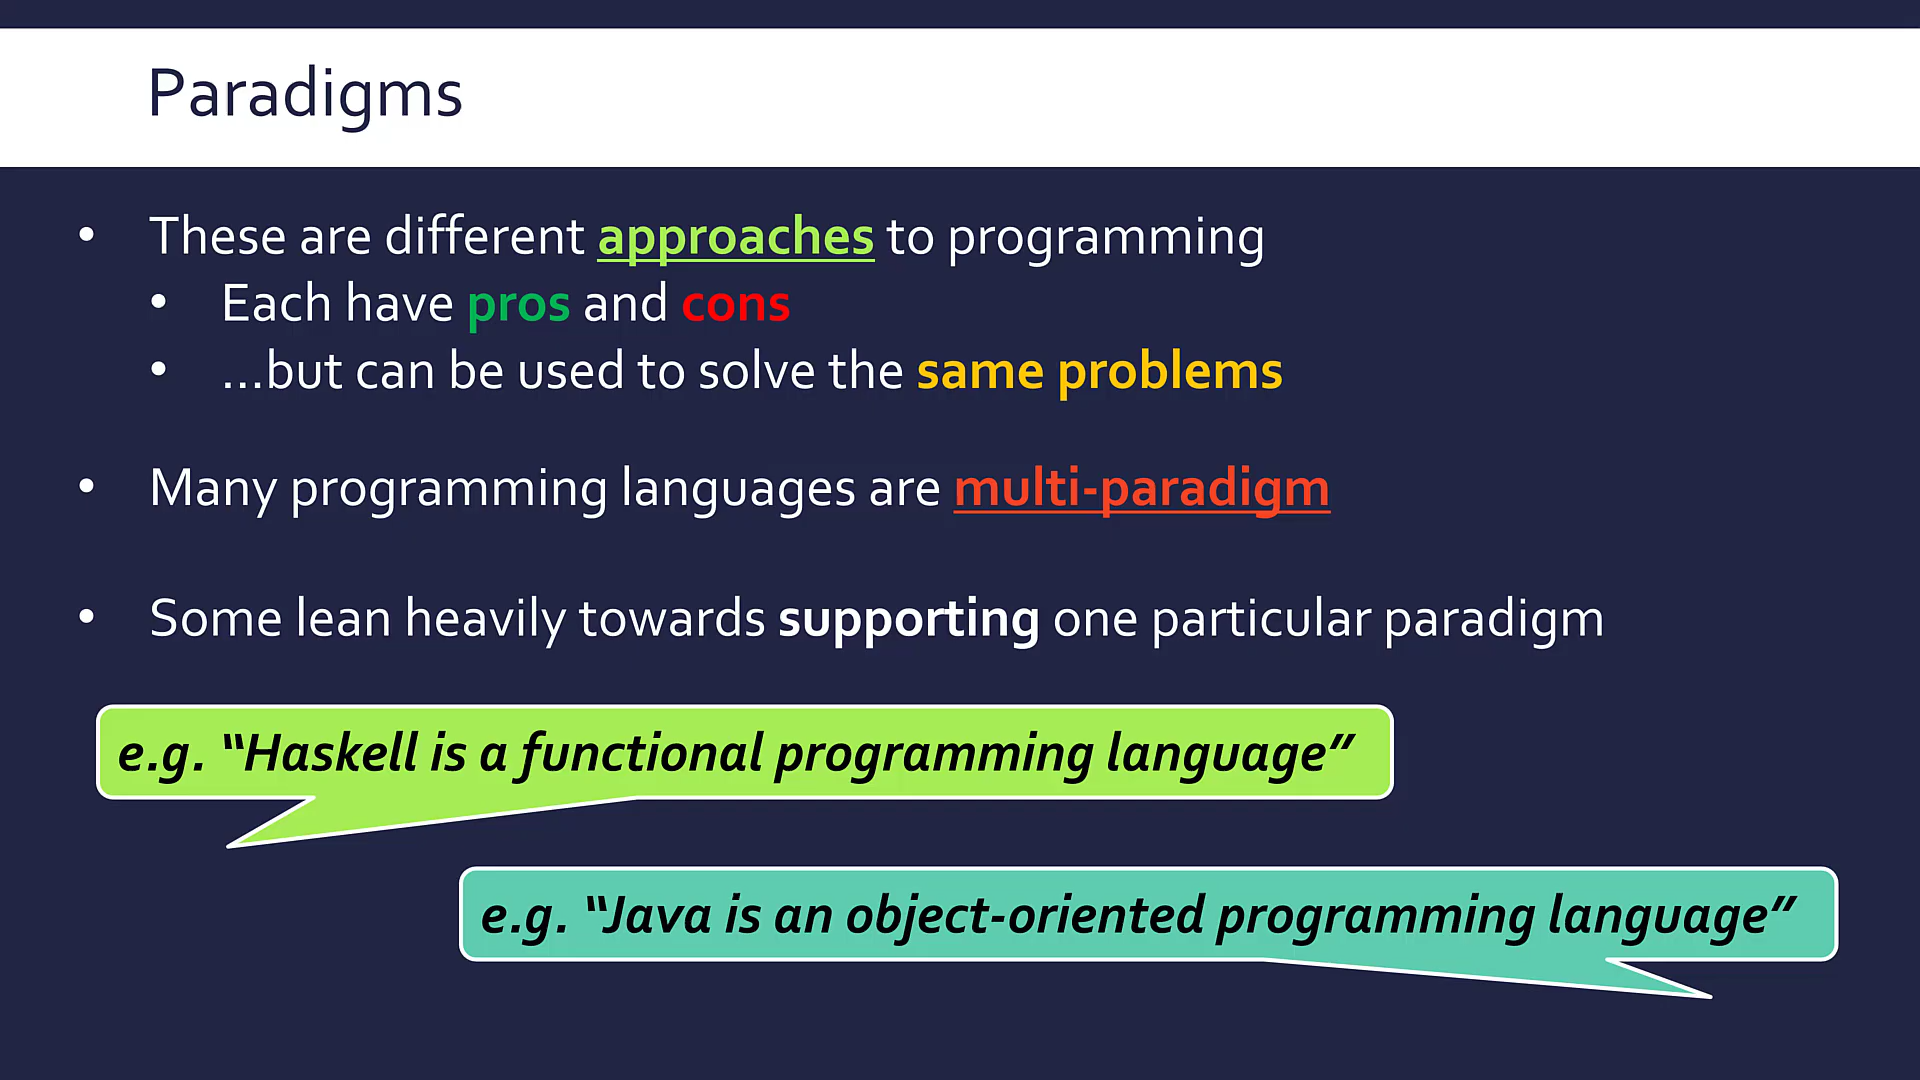 Paradigms
• These are different approaches to programming
• Each have pros and cons
• …but can be used to solve the same problems
• Many programming languages are multi-paradigm
• Some lean heavily towards supporting one particular paradigm
e.g. “Haskell is a functional programming language”
e.g. “Java is an object-oriented programming language”